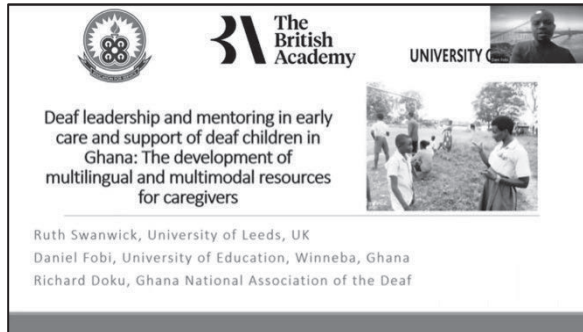 The
British
Academy
UNIVERSITY O
Deaf leadership and mentoring in early
care and support of deaf children in
Ghana: The development of
multilingual and multimodal resources
for caregivers
Ruth Swanwick, University of Leeds, UK
Daniel Fobi, University of Education, Winneba, Ghana
Richard Doku, Ghana National Association of the Deaf